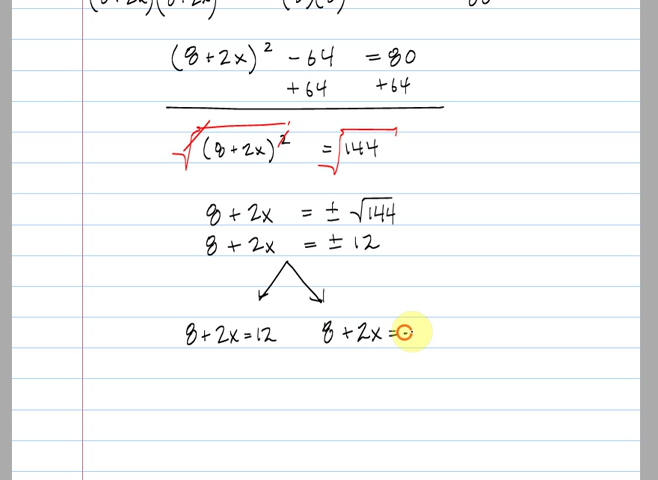 (8+2x)² - 64 = 80
+64 +64
√(8+2x)² = √144
8 + 2x = ± √144
8 + 2x = ± 12
8+2x=12 8+2x=-